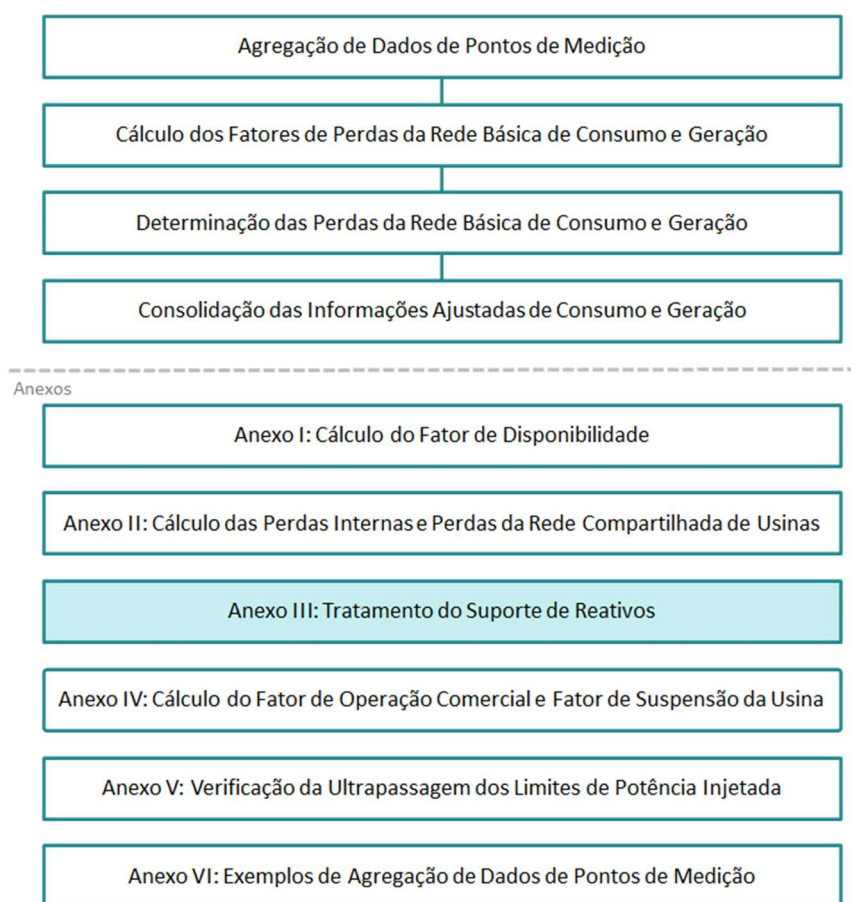 Agregação de Dados de Pontos de Medição
Cálculo dos Fatores de Perdas da Rede Básica de Consumo e Geração
Determinação das Perdas da Rede Básica de Consumo e Geração
Consolidação das Informações Ajustadas de Consumo e Geração
Anexos
Anexo I: Cálculo do Fator de Disponibilidade
Anexo II: Cálculo das Perdas Internas e Perdas da Rede Compartilhada de Usinas
Anexo III: Tratamento do Suporte de Reativos
Anexo IV: Cálculo do Fator de Operação Comercial e Fator de Suspensão da Usina
Anexo V: Verificação da Ultrapassagem dos Limites de Potência Injetada
Anexo VI: Exemplos de Agregação de Dados de Pontos de Medição